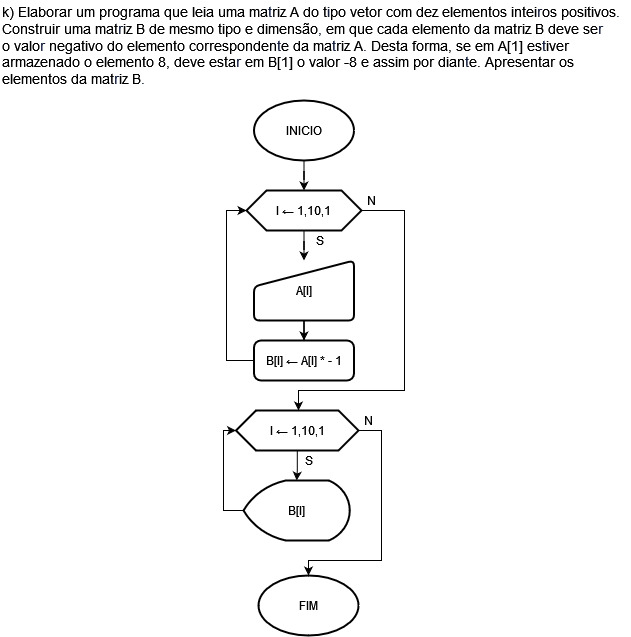 k) Elaborar um programa que leia uma matriz A do tipo vetor com dez elementos inteiros positivos.
Construir uma matriz B de mesmo tipo e dimensão, em que cada elemento da matriz B deve ser
o valor negativo do elemento correspondente da matriz A. Desta forma, se em A[1] estiver
armazenado o elemento 8, deve estar em B[1] o valor -8 e assim por diante. Apresentar os
elementos da matriz B.
INICIO
I ← 1,10,1
N
S
A[I]
B[I] ← A[I] * - 1
I ← 1,10,1
N
S
B[I]
FIM